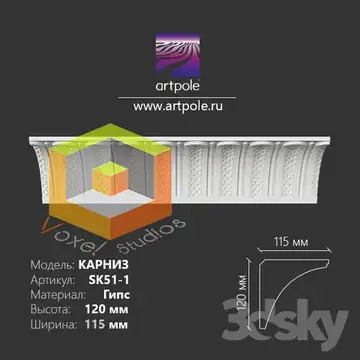 artpole
www.artpole.ru
Voxel Studios
Модель: КАРНИЗ
Артикул: SK51-1
Материал: Гипс
Высота: 120 мм
Ширина: 115 мм
115 мм
120 мм
3dsky